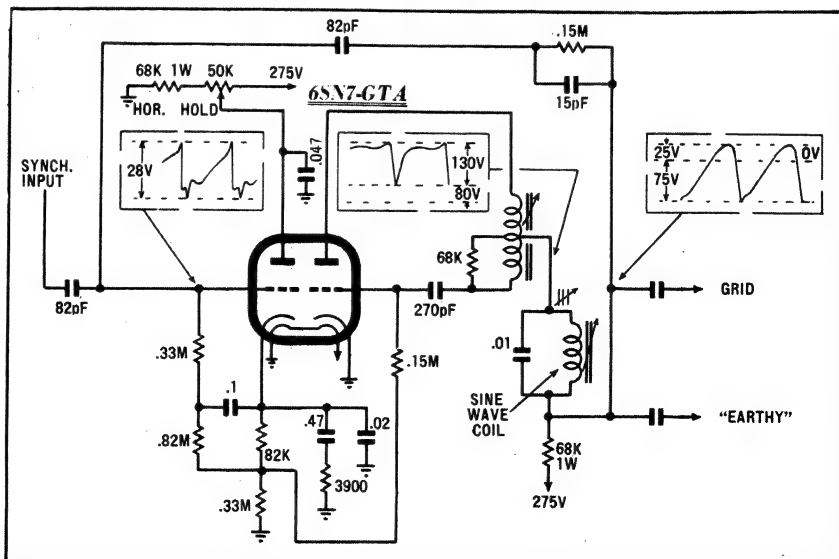 82pF
.15M
15pF
68K 1W
50K
275V
6SN7-GTA
HOR. HOLD
.047
SYNCH.
INPUT
28V
130V
80V
25V
75V
0V
68K
82pF
270pF
GRID
.33M
.15M
.01
SINE
WAVE
COIL
"EARTHY"
.1
.47
.02
.82M
82K
68K
1W
3900
.33M
275V